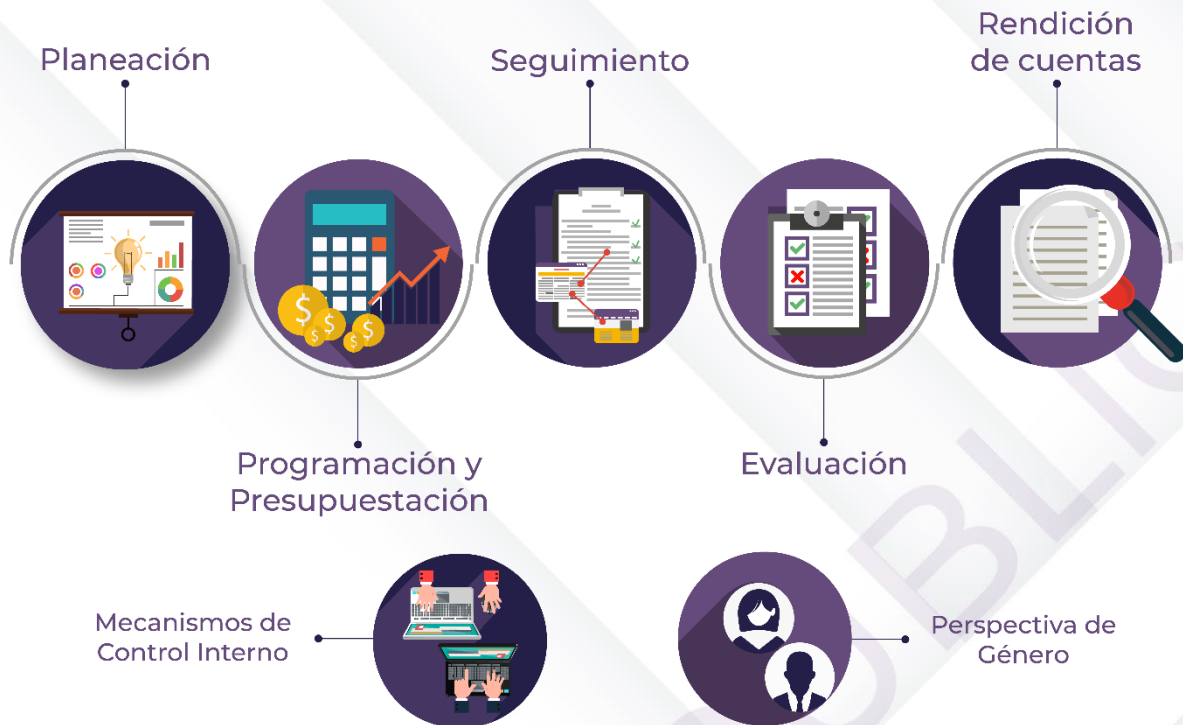 Planeación
Seguimiento
Rendición
de cuentas
Programación y
Presupuestación
Evaluación
Mecanismos de
Control Interno
Perspectiva de
Género